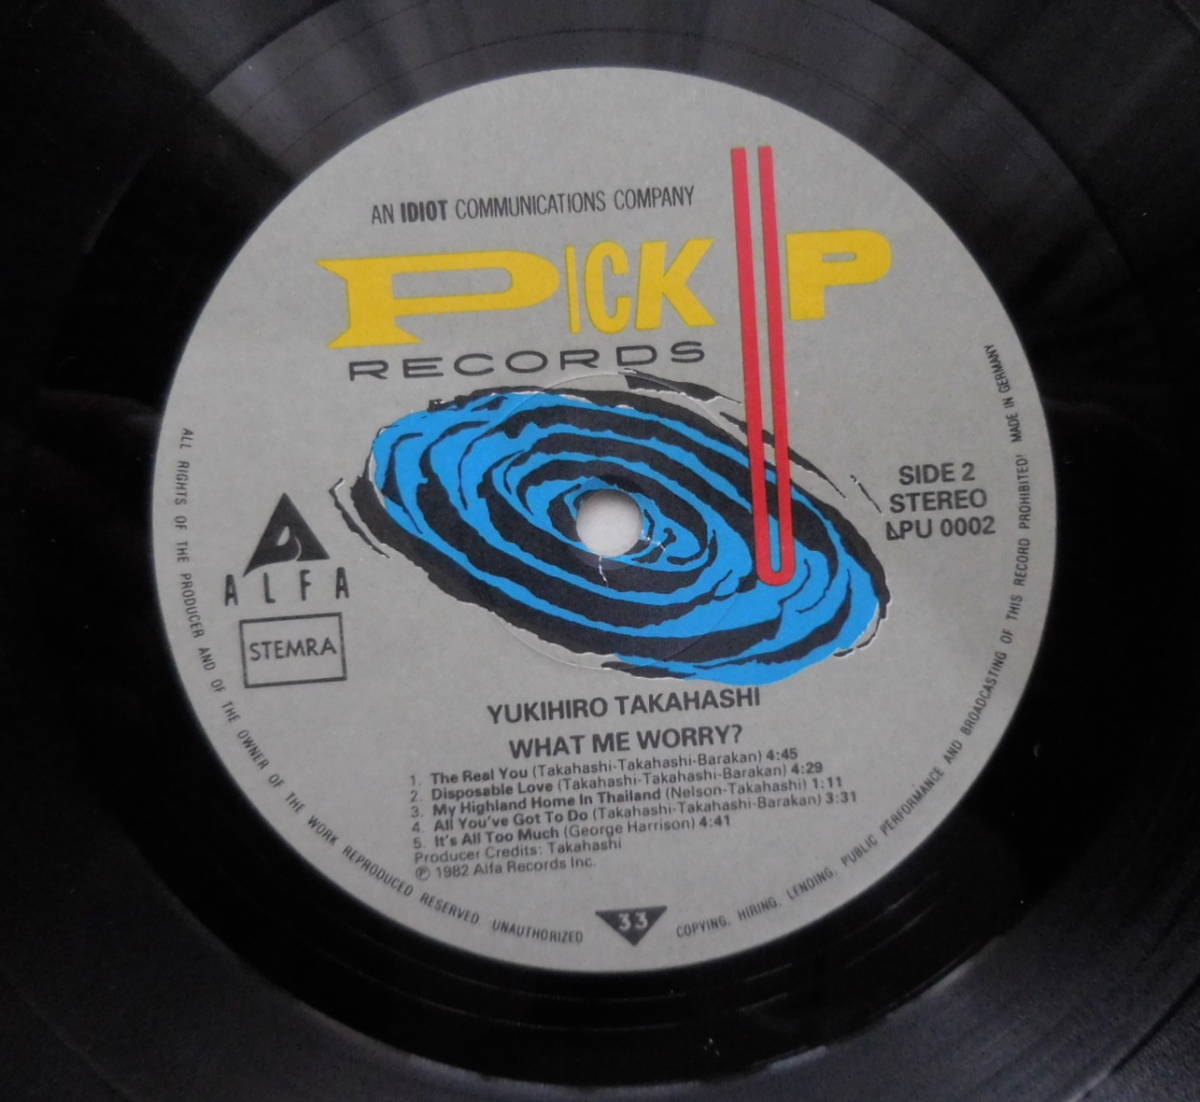 AN IDIOT COMMUNICATIONS COMPANY
PICK UP
RECORDS
SIDE 2
STEREO
PU 0002
ALFA
STEMRA
YUKIHIRO TAKAHASHI
WHAT ME WORRY?
1. The Real You (Takahashi-Takahashi-Barakan) 4:45
2. Disposable Love (Takahashi-Takahashi-Barakan) 4:29
3. My Highland Home In Thailand (Nelson-Takahashi) 1:11
4. All You've Got To Do (Takahashi-Takahashi-Barakan) 3:31
5. It's All Too Much (George Harrison) 4:41
Producer Credits: Takahashi
℗ 1982 Alfa Records Inc.
33
ALL RIGHTS OF THE PRODUCER AND OF THE OWNER OF THE WORK REPRODUCED RESERVED UNAUTHORIZED COPYING, HIRING, LENDING, PUBLIC PERFORMANCE AND BROADCASTING OF THIS RECORD PROHIBITED! MADE IN GERMANY